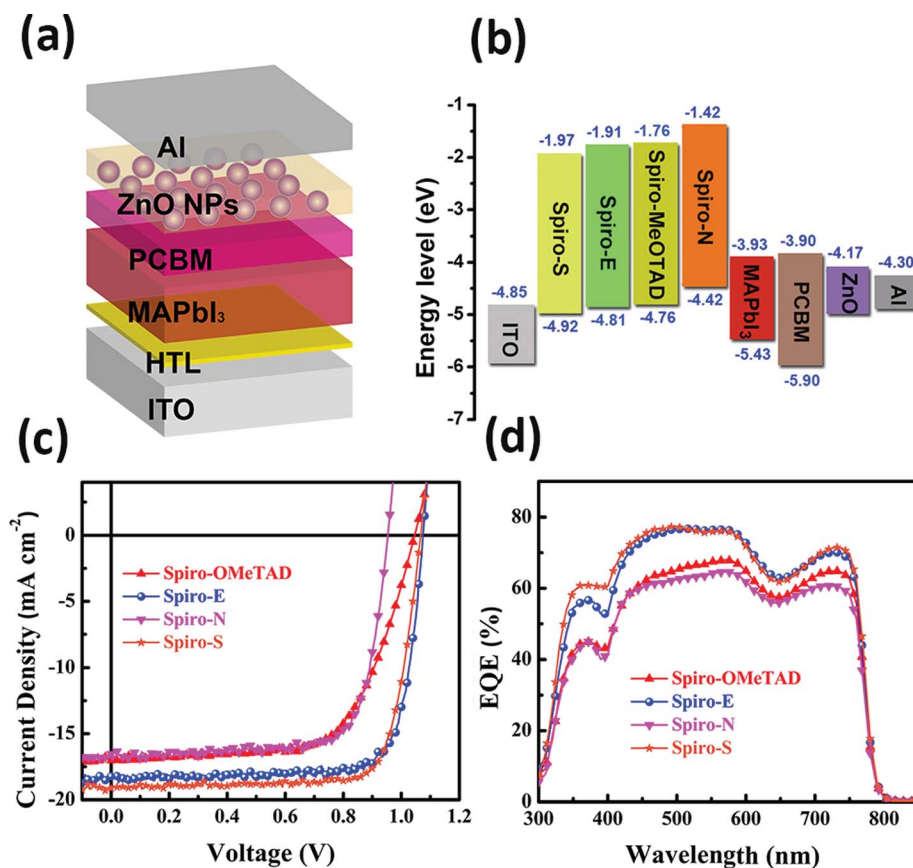 (a)
Al
ZnO NPs
PCBM
MAPbI₃
HTL
ITO
(b)
Energy level (eV)
-1
-2
-3
-4
-5
-6
-7
-4.85
ITO
-1.97
Spiro-S
-4.92
-1.91
Spiro-E
-4.81
-1.76
Spiro-MeOTAD
-4.76
-1.42
Spiro-N
-4.42
-3.93
MAPbI₃
-5.43
-3.90
PCBM
-5.90
-4.17
ZnO
-4.30
Al
(c)
Current Density (mA cm⁻²)
0
-5
-10
-15
-20
Spiro-OMeTAD
Spiro-E
Spiro-N
Spiro-S
0.0 0.2 0.4 0.6 0.8 1.0 1.2
Voltage (V)
(d)
EQE (%)
80
60
40
20
0
Spiro-OMeTAD
Spiro-E
Spiro-N
Spiro-S
300 400 500 600 700 800
Wavelength (nm)